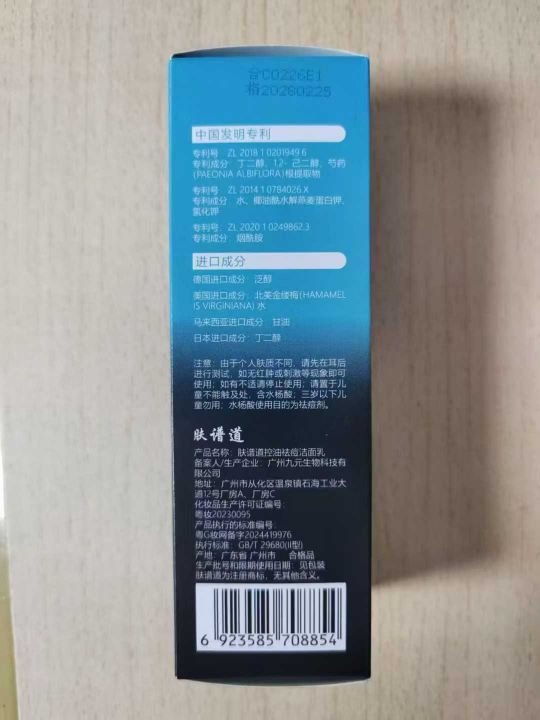 合C0226E1
限20280225
中国发明专利
专利号 ZL 2018 1 0201949.6
专利成分 丁二醇、1,2- 己二醇、芍药
(PAEONIA ALBIFLORA)根提取物
专利号 ZL 2014 1 0784026.X
专利成分: 水、椰油酰水解燕麦蛋白钾、
氯化钾
专利号: ZL 2020 1 0249862.3
专利成分 烟酰胺
进口成分
德国进口成分: 泛醇
美国进口成分: 北美金缕梅(HAMAMEL
IS VIRGINIANA) 水
马来西亚进口成分 甘油
日本进口成分: 丁二醇
注意: 由于个人肤质不同, 请先在耳后
进行测试, 如无红肿或刺激等现象即可
使用; 如有不适请停止使用; 请置于儿
童不能触及处, 含水杨酸; 三岁以下儿
童勿用; 水杨酸使用目的为祛痘剂。
肤谱道
产品名称: 肤谱道控油祛痘洁面乳
备案人/生产企业: 广州九元生物科技有
限公司
地址: 广州市从化区温泉镇石海工业大
道12号厂房A、厂房C
化妆品生产许可证编号:
粤妆20230095
产品执行的标准编号:
粤G妆网备字2024419976
执行标准: GB/T 29680(II型)
产地: 广东省 广州市 合格品
生产批号和限期使用日期: 见包装
肤谱道为注册商标, 无其他含义。
6 923585 708854